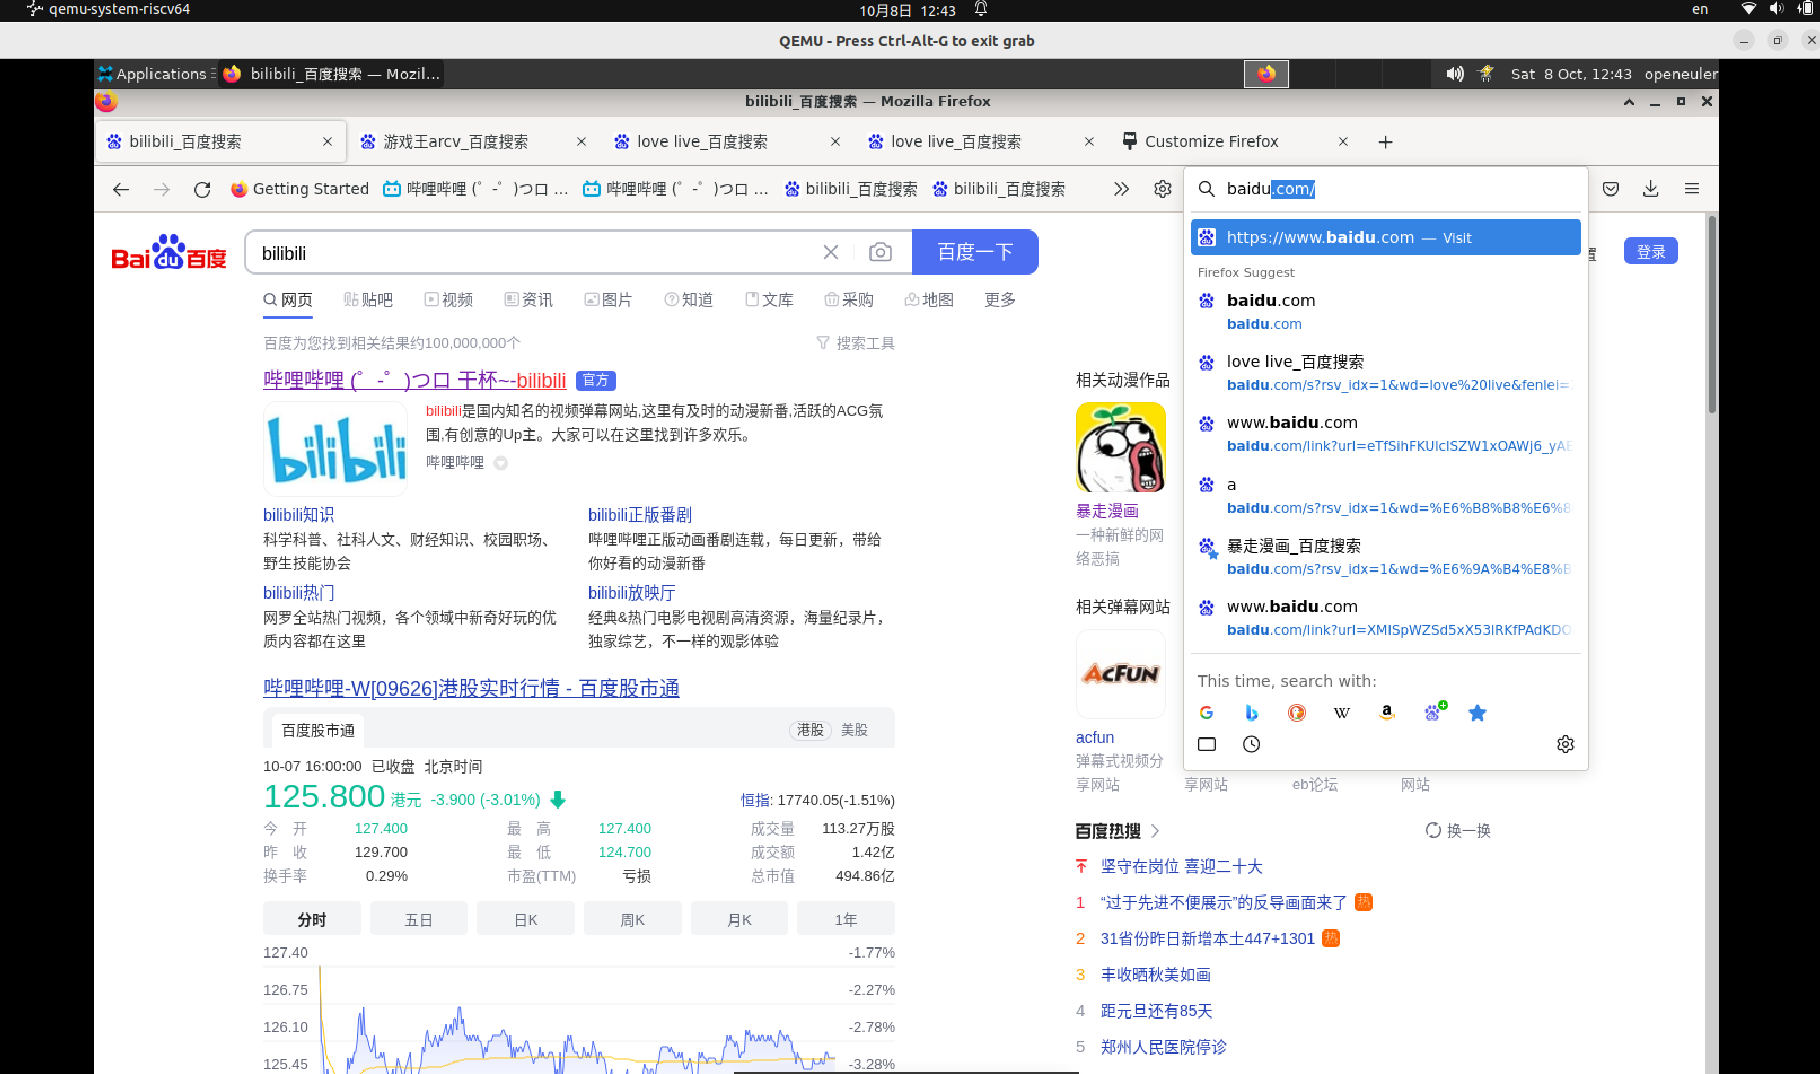 qemu-system-riscv64
10月8日 12:43
en
QEMU - Press Ctrl-Alt-G to exit grab
Applications
bilibili_百度搜索 — Mozil...
Sat 8 Oct, 12:43
openeuler
bilibili_百度搜索 — Mozilla Firefox
bilibili_百度搜索
游戏王arcv_百度搜索
love live_百度搜索
love live_百度搜索
Customize Firefox
Getting Started
哔哩哔哩 (゜-゜)つロ ...
哔哩哔哩 (゜-゜)つロ ...
bilibili_百度搜索
bilibili_百度搜索
baidu.com/
Bai du 百度
bilibili
百度一下
置
登录
网页
贴吧
视频
资讯
图片
知道
文库
采购
地图
更多
百度为您找到相关结果约100,000,000个
搜索工具
哔哩哔哩 (゜-゜)つロ 干杯~-bilibili
官方
bilibili
bilibili是国内知名的视频弹幕网站,这里有及时的动漫新番,活跃的ACG氛
围,有创意的Up主。大家可以在这里找到许多欢乐。
哔哩哔哩
bilibili知识
科学科普、社科人文、财经知识、校园职场、
野生技能协会
bilibili正版番剧
哔哩哔哩正版动画番剧连载，每日更新，带给
你好看的动漫新番
bilibili热门
网罗全站热门视频，各个领域中新奇好玩的优
质内容都在这里
bilibili放映厅
经典&热门电影电视剧高清资源，海量纪录片，
独家综艺，不一样的观影体验
哔哩哔哩-W[09626]港股实时行情 - 百度股市通
百度股市通
港股
美股
10-07 16:00:00 已收盘 北京时间
125.800 港元 -3.900 (-3.01%)
恒指: 17740.05(-1.51%)
今 开 127.400
最 高 127.400
成交量 113.27万股
昨 收 129.700
最 低 124.700
成交额 1.42亿
换手率 0.29%
市盈(TTM) 亏损
总市值 494.86亿
分时
五日
日K
周K
月K
1年
127.40
-1.77%
126.75
-2.27%
126.10
-2.78%
125.45
-3.28%
相关动漫作品
暴走漫画
一种新鲜的网
络恶搞
相关弹幕网站
ACFUN
acfun
弹幕式视频分
享网站
享网站
eb论坛
网站
百度热搜
换一换
坚守在岗位 喜迎二十大
1 “过于先进不便展示”的反导画面来了 热
2 31省份昨日新增本土447+1301 热
3 丰收晒秋美如画
4 距元旦还有85天
5 郑州人民医院停诊
https://www.baidu.com — Visit
Firefox Suggest
baidu.com
baidu.com
love live_百度搜索
baidu.com/s?rsv_idx=1&wd=love%20live&fenlei=
www.baidu.com
baidu.com/link?url=eTfSihFKUlcISZW1xOAWj6_yAE
a
baidu.com/s?rsv_idx=1&wd=%E6%B8%B8%E6%8
暴走漫画_百度搜索
baidu.com/s?rsv_idx=1&wd=%E6%9A%B4%E8%B
www.baidu.com
baidu.com/link?url=XMISpWZSd5xX53IRKfPAdKDO
This time, search with: